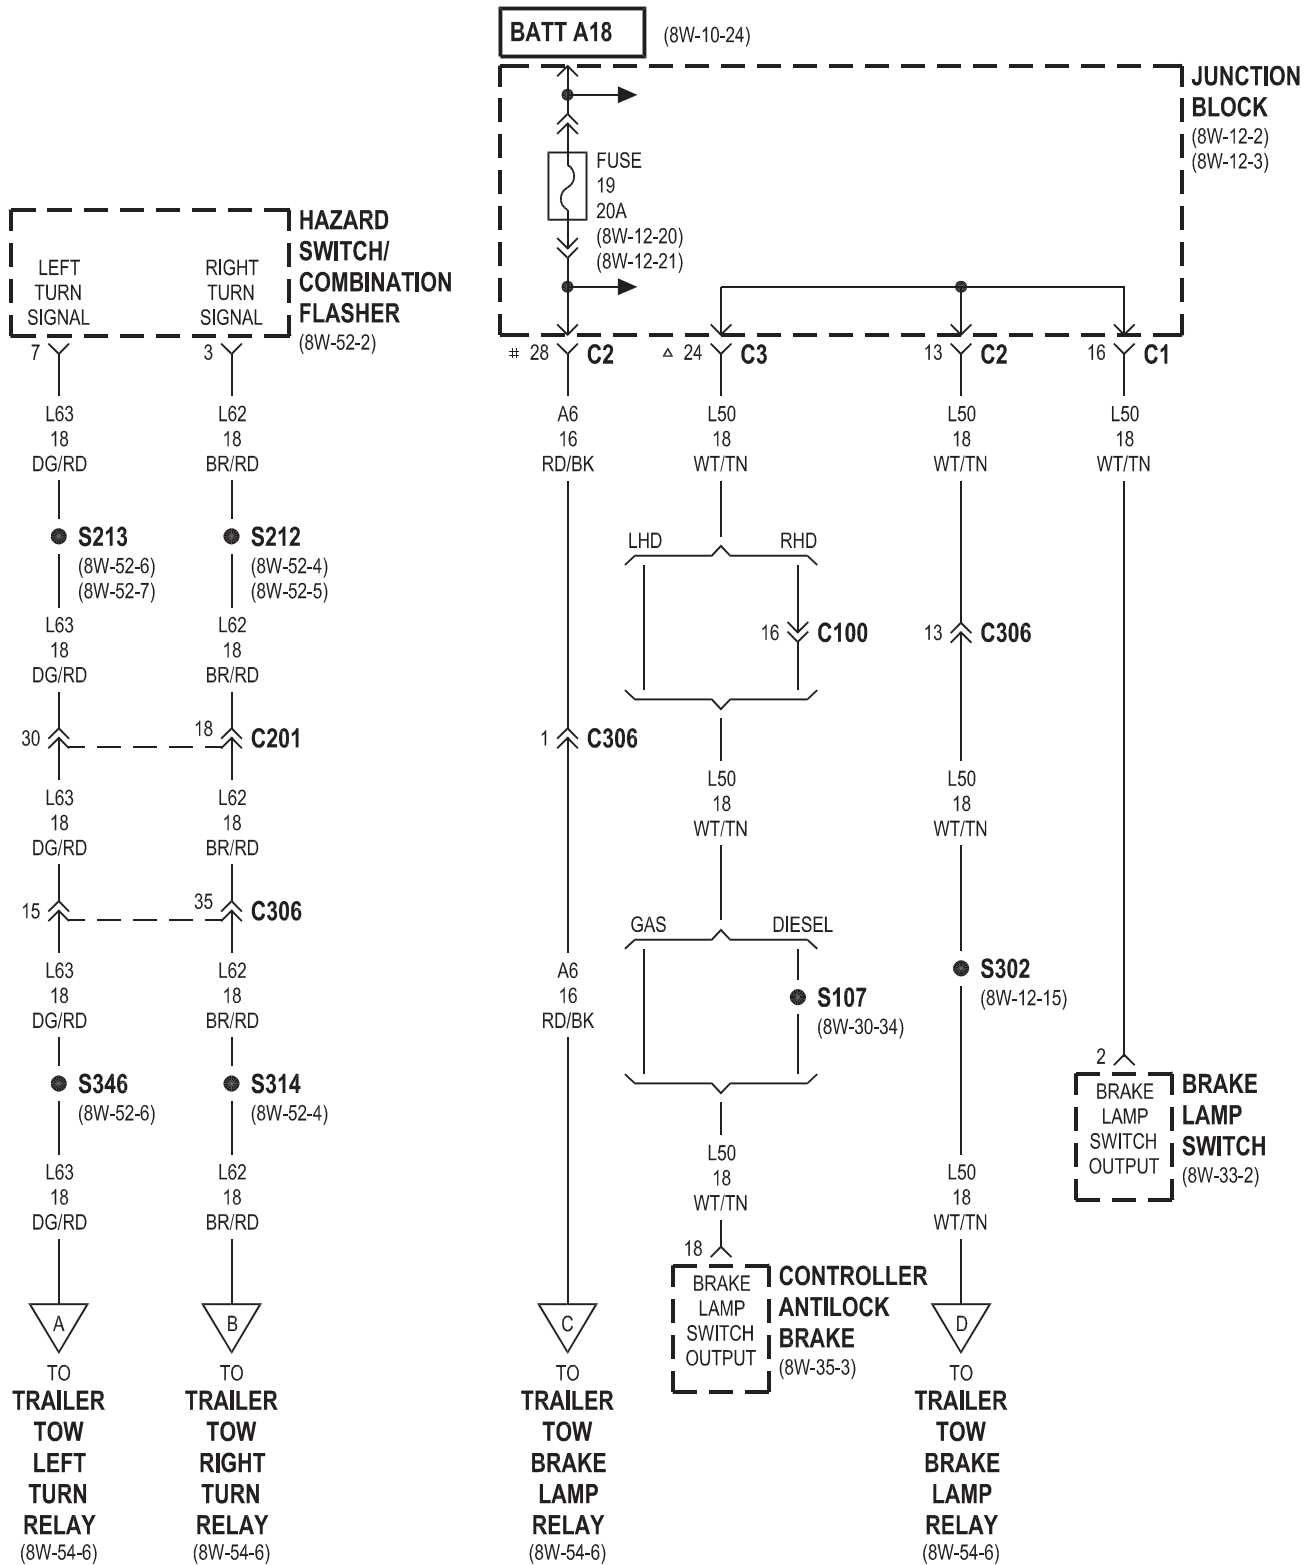 BATT A18 (8W-10-24)
JUNCTION
BLOCK
(8W-12-2)
(8W-12-3)
FUSE
19
20A
(8W-12-20)
(8W-12-21)
HAZARD
SWITCH/
COMBINATION
FLASHER
(8W-52-2)
LEFT
TURN
SIGNAL
RIGHT
TURN
SIGNAL
7 3
# 28 C2 △ 24 C3 13 C2 16 C1
L63 L62 A6 L50 L50 L50
18 18 16 18 18 18
DG/RD BR/RD RD/BK WT/TN WT/TN WT/TN
S213
(8W-52-6)
(8W-52-7)
S212
(8W-52-4)
(8W-52-5)
LHD RHD
L63 L62
18 18
DG/RD BR/RD
16 C100
13 C306
30 18 C201
1 C306
L63 L62
18 18
DG/RD BR/RD
L50 L50
18 18
WT/TN WT/TN
15 35 C306
GAS DIESEL
L63 L62 A6
18 18 16
DG/RD BR/RD RD/BK
S107
(8W-30-34)
S302
(8W-12-15)
S346
(8W-52-6)
S314
(8W-52-4)
2
BRAKE
LAMP
SWITCH
OUTPUT
BRAKE
LAMP
SWITCH
(8W-33-2)
L63 L62
18 18
DG/RD BR/RD
L50
18
WT/TN
L50
18
WT/TN
18
BRAKE
LAMP
SWITCH
OUTPUT
CONTROLLER
ANTILOCK
BRAKE
(8W-35-3)
A
TO
TRAILER
TOW
LEFT
TURN
RELAY
(8W-54-6)
B
TO
TRAILER
TOW
RIGHT
TURN
RELAY
(8W-54-6)
C
TO
TRAILER
TOW
BRAKE
LAMP
RELAY
(8W-54-6)
D
TO
TRAILER
TOW
BRAKE
LAMP
RELAY
(8W-54-6)